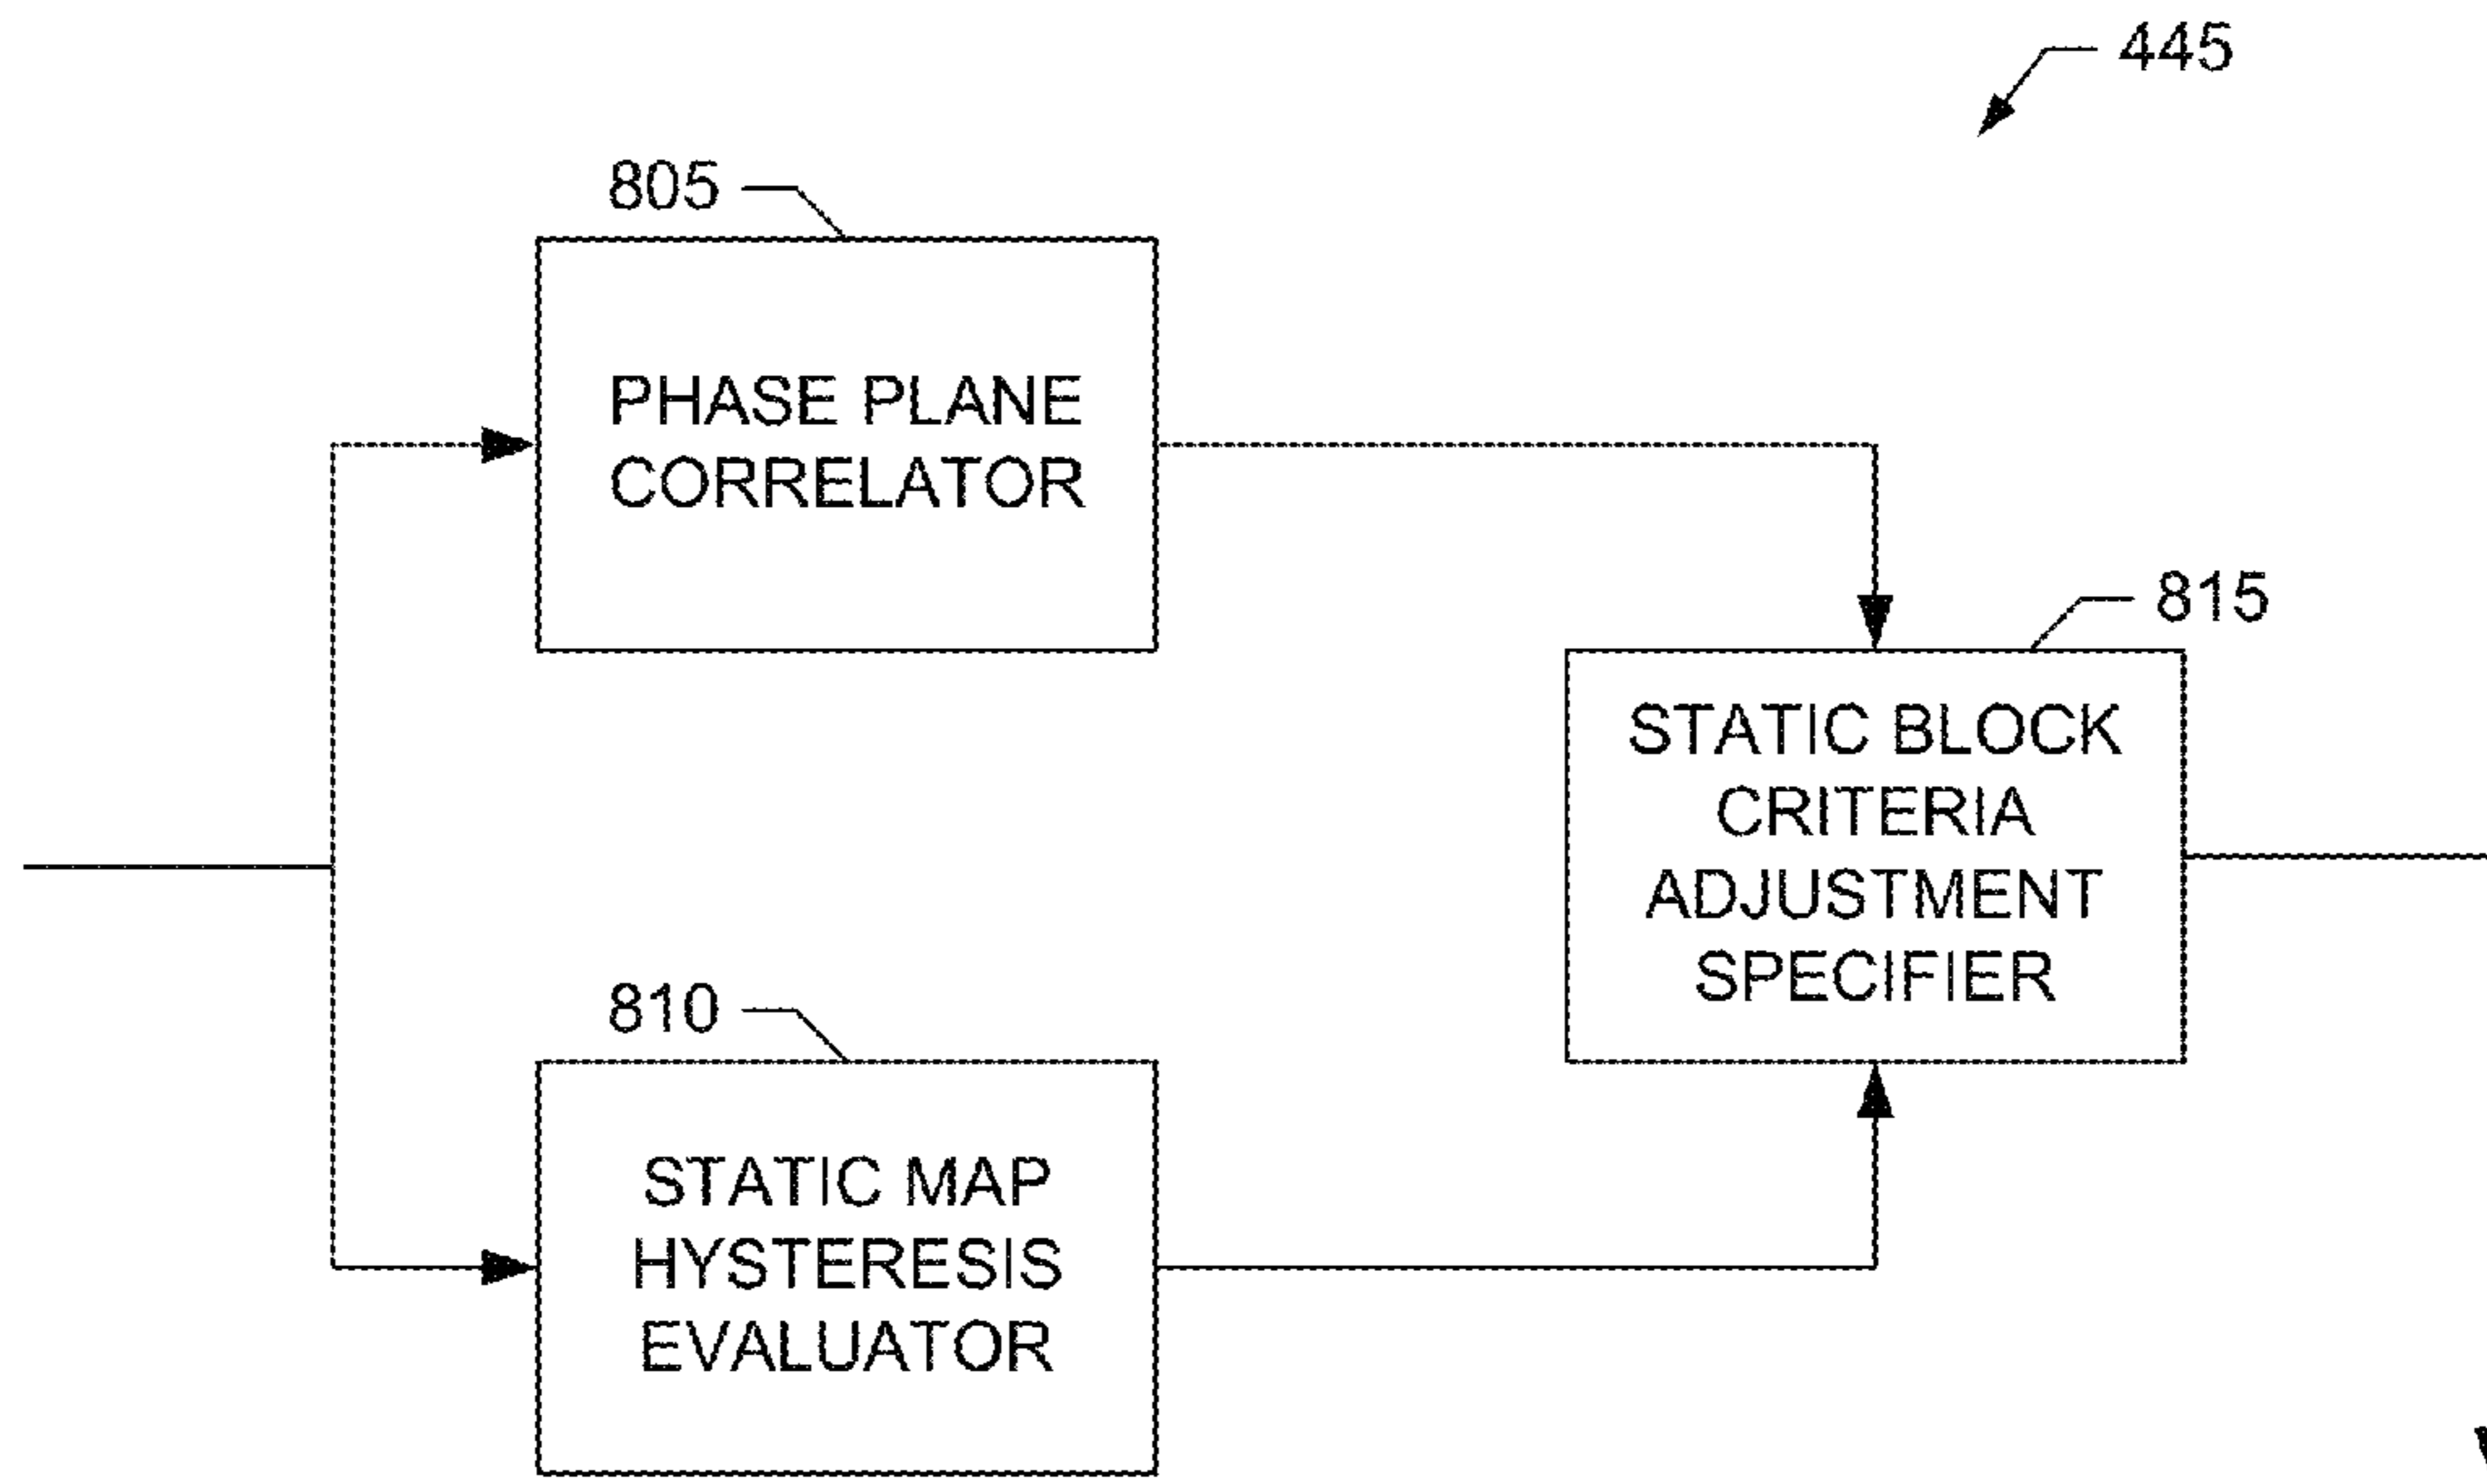 445
805
PHASE PLANE
CORRELATOR
815
STATIC BLOCK
CRITERIA
ADJUSTMENT
SPECIFIER
810
STATIC MAP
HYSTERESIS
EVALUATOR